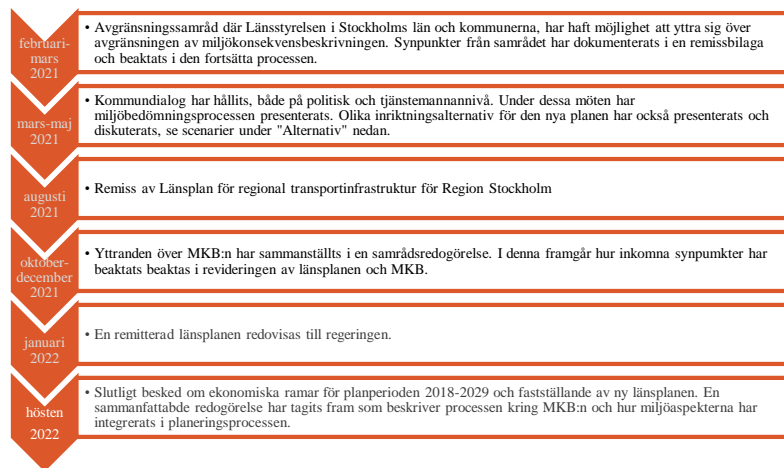 februari-
mars
2021
• Avgränsningssamråd där Länsstyrelsen i Stockholms län och kommunerna, har haft möjlighet att yttra sig över
avgränsningen av miljökonsekvensbeskrivningen. Synpunkter från samrådet har dokumenterats i en remissbilaga
och beaktats i den fortsätta processen.
mars-maj
2021
• Kommundialog har hållits, både på politisk och tjänstemannannivå. Under dessa möten har
miljöbedömningsprocessen presenterats. Olika inriktningsalternativ för den nya planen har också presenterats och
diskuterats, se scenarier under "Alternativ" nedan.
augusti
2021
• Remiss av Länsplan för regional transportinfrastruktur för Region Stockholm
oktober-
december
2021
• Yttranden över MKB:n har sammanställts i en samrådsredogörelse. I denna framgår hur inkomna synpumkter har
beaktats beaktas i revideringen av länsplanen och MKB.
januari
2022
• En remitterad länsplanen redovisas till regeringen.
hösten
2022
• Slutligt besked om ekonomiska ramar för planperioden 2018-2029 och fastställande av ny länsplanen. En
sammanfattabde redogörelse har tagits fram som beskriver processen kring MKB:n och hur miljöaspekterna har
integrerats i planeringsprocessen.